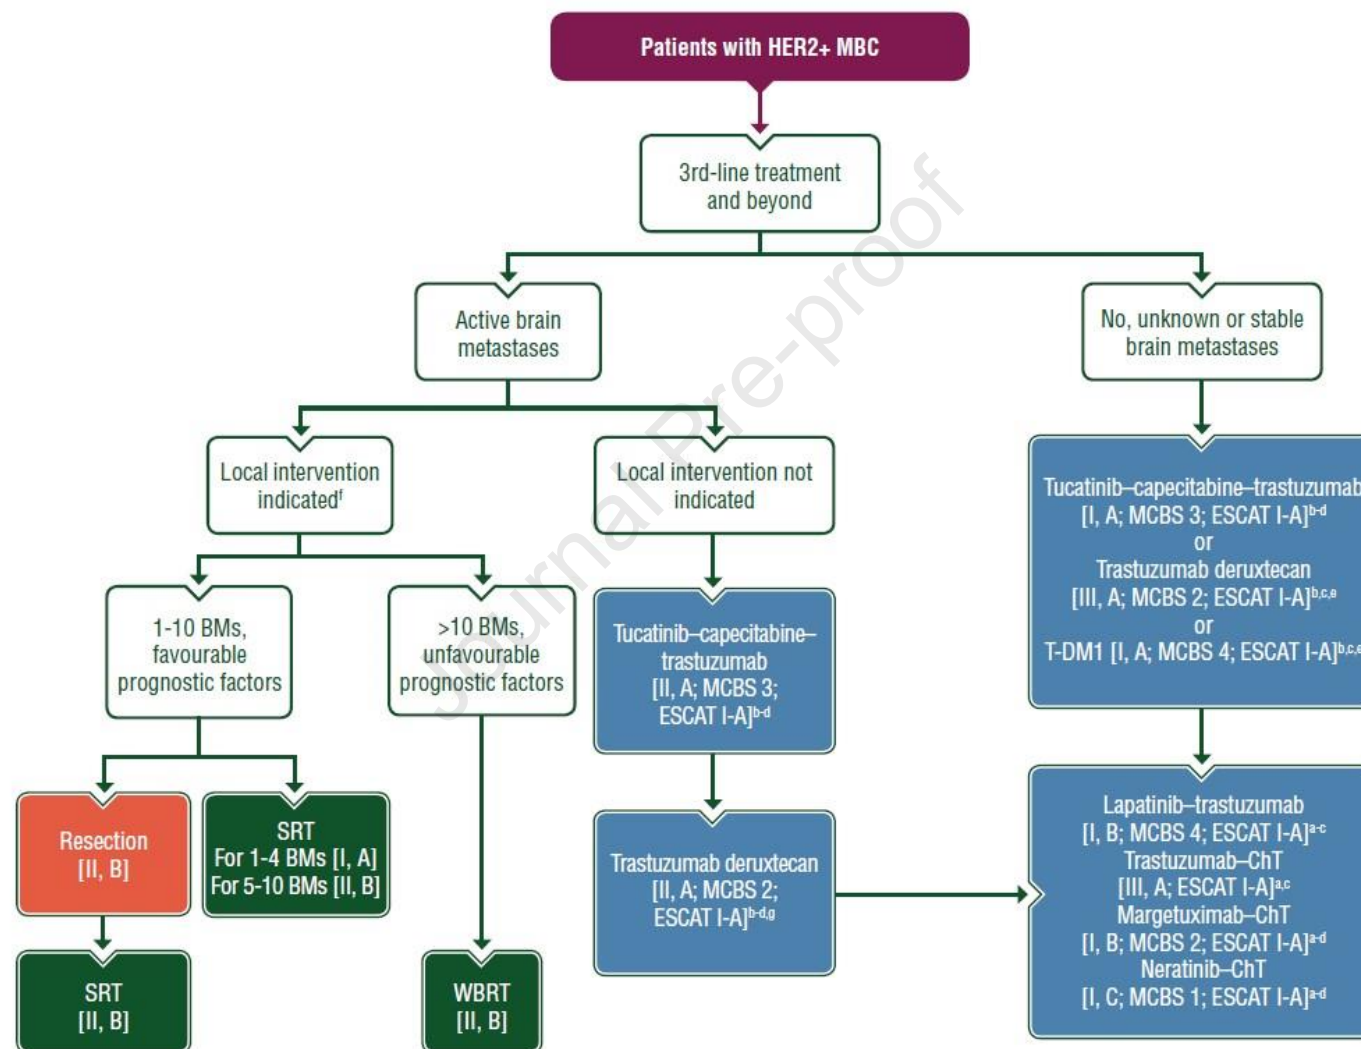 Patients with HER2+ MBC
3rd-line treatment
and beyond
Active brain
metastases
No, unknown or stable
brain metastases
Local intervention
indicatedᶠ
Local intervention not
indicated
1-10 BMs,
favourable
prognostic factors
>10 BMs,
unfavourable
prognostic factors
Tucatinib–capecitabine–
trastuzumab
[II, A; MCBS 3;
ESCAT I-A]ᵇ⁻ᵈ
Tucatinib–capecitabine–trastuzumab
[I, A; MCBS 3; ESCAT I-A]ᵇ⁻ᵈ
or
Trastuzumab deruxtecan
[III, A; MCBS 2; ESCAT I-A]ᵇ,ᶜ,ᵉ
or
T-DM1 [I, A; MCBS 4; ESCAT I-A]ᵇ,ᶜ,ᵉ
Resection
[II, B]
SRT
For 1-4 BMs [I, A]
For 5-10 BMs [II, B]
Trastuzumab deruxtecan
[II, A; MCBS 2;
ESCAT I-A]ᵇ⁻ᵈ,ᵍ
Lapatinib–trastuzumab
[I, B; MCBS 4; ESCAT I-A]ᵃ⁻ᶜ
Trastuzumab–ChT
[III, A; ESCAT I-A]ᵃ,ᶜ
Margetuximab–ChT
[I, B; MCBS 2; ESCAT I-A]ᵃ⁻ᵈ
Neratinib–ChT
[I, C; MCBS 1; ESCAT I-A]ᵃ⁻ᵈ
SRT
[II, B]
WBRT
[II, B]
Journal Pre-proof